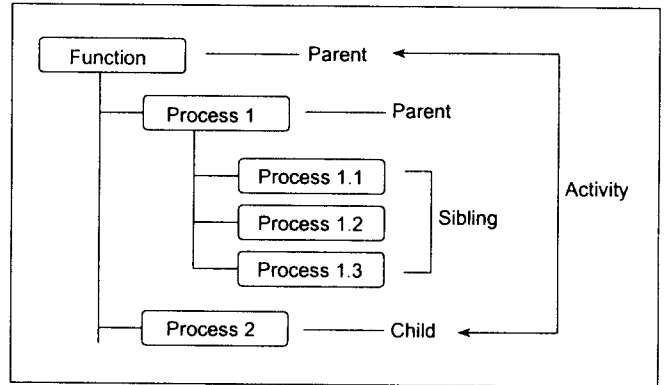 Function Parent
Process 1 Parent
Process 1.1
Activity
Process 1.2
Sibling
Process 1.3
Process 2 Child